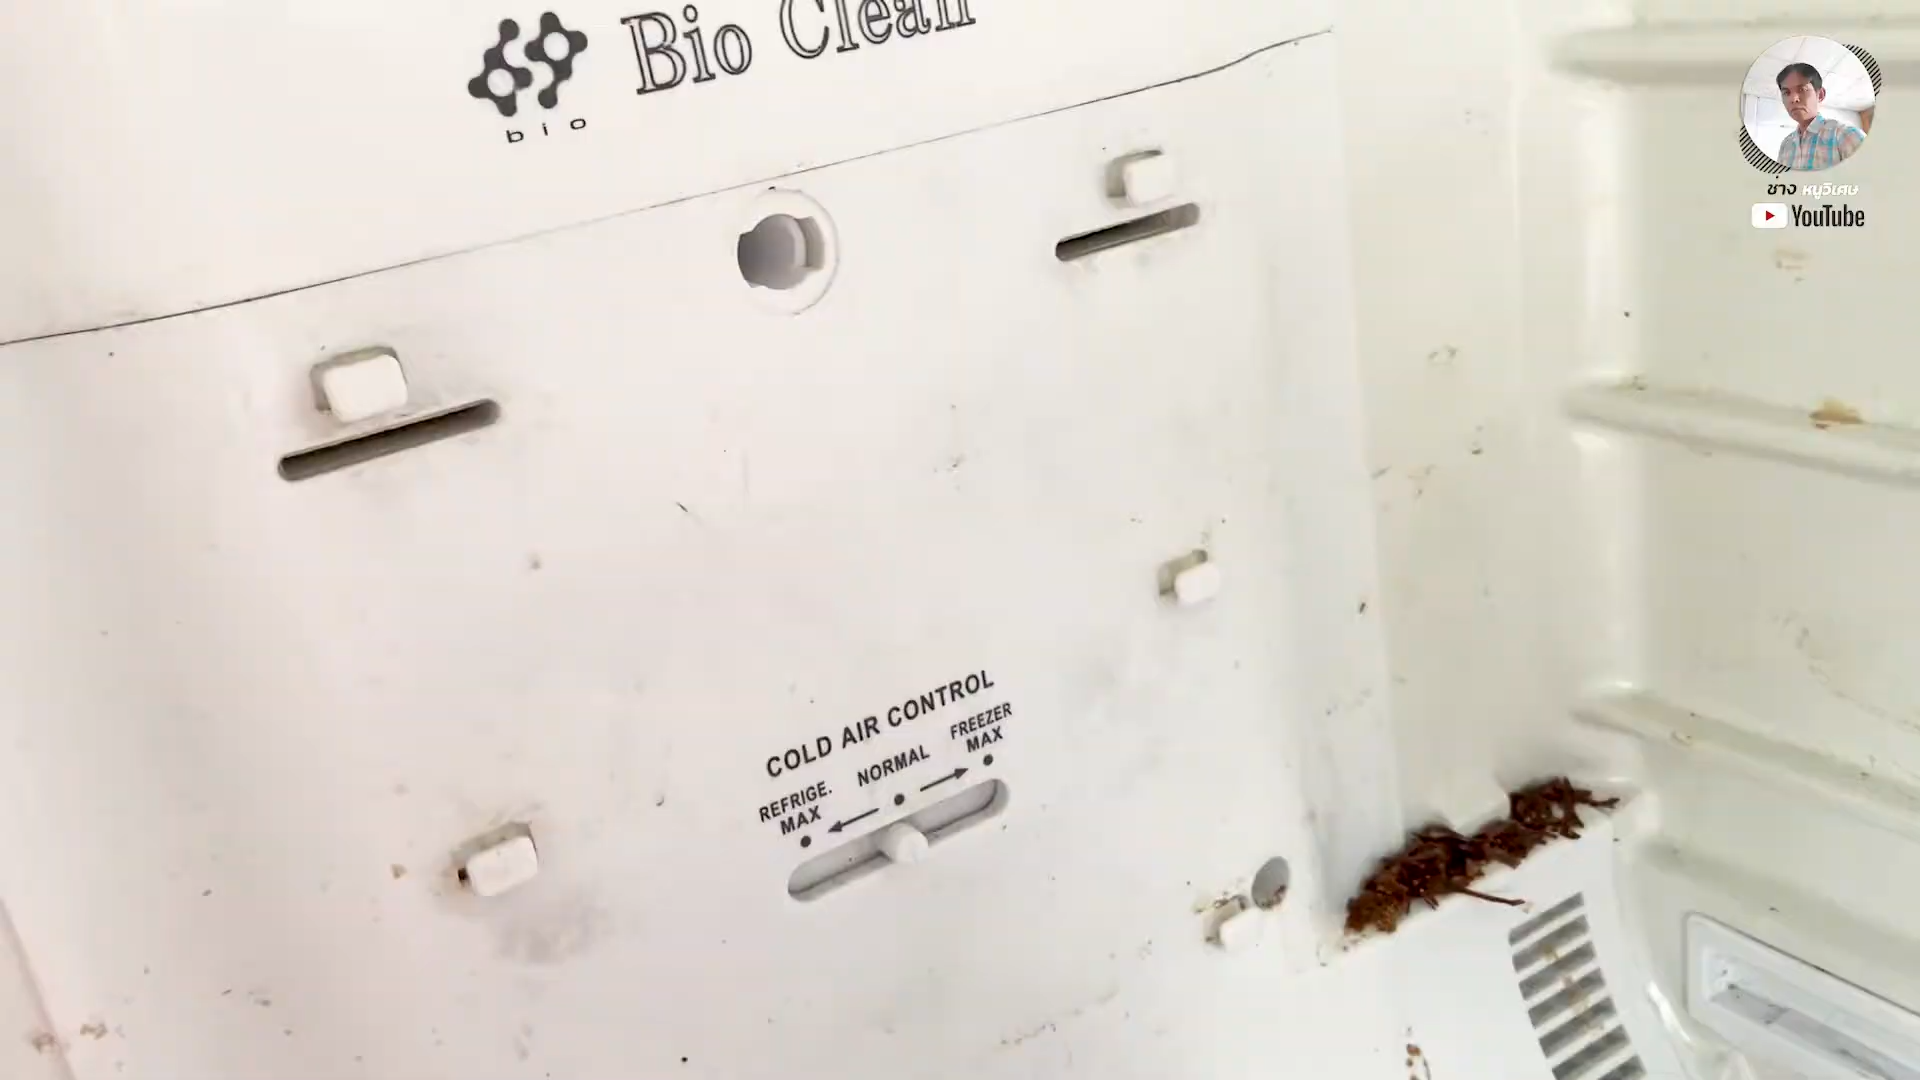 Bio Clean
bio
ช่าง หนูวิเศษ
YouTube
COLD AIR CONTROL
REFRIGE. MAX
NORMAL
FREEZER MAX